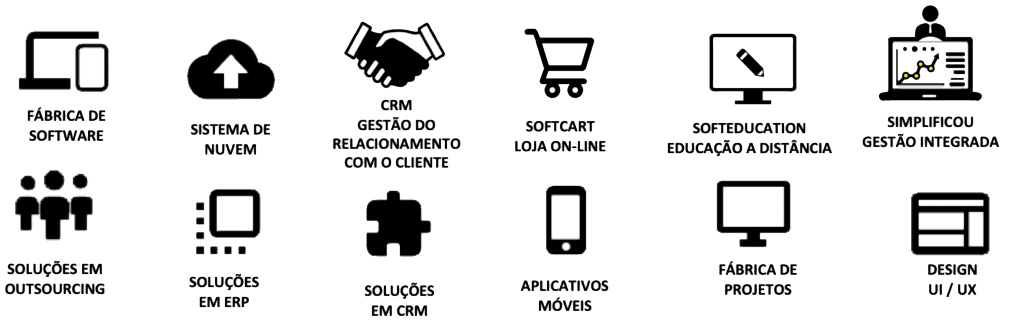 FÁBRICA DE
SOFTWARE
SISTEMA DE
NUVEM
CRM
GESTÃO DO
RELACIONAMENTO
COM O CLIENTE
SOFTCART
LOJA ON-LINE
SOFTEDUCATION
EDUCAÇÃO A DISTÂNCIA
SIMPLIFICOU
GESTÃO INTEGRADA
SOLUÇÕES EM
OUTSOURCING
SOLUÇÕES
EM ERP
SOLUÇÕES
EM CRM
APLICATIVOS
MÓVEIS
FÁBRICA DE
PROJETOS
DESIGN
UI / UX